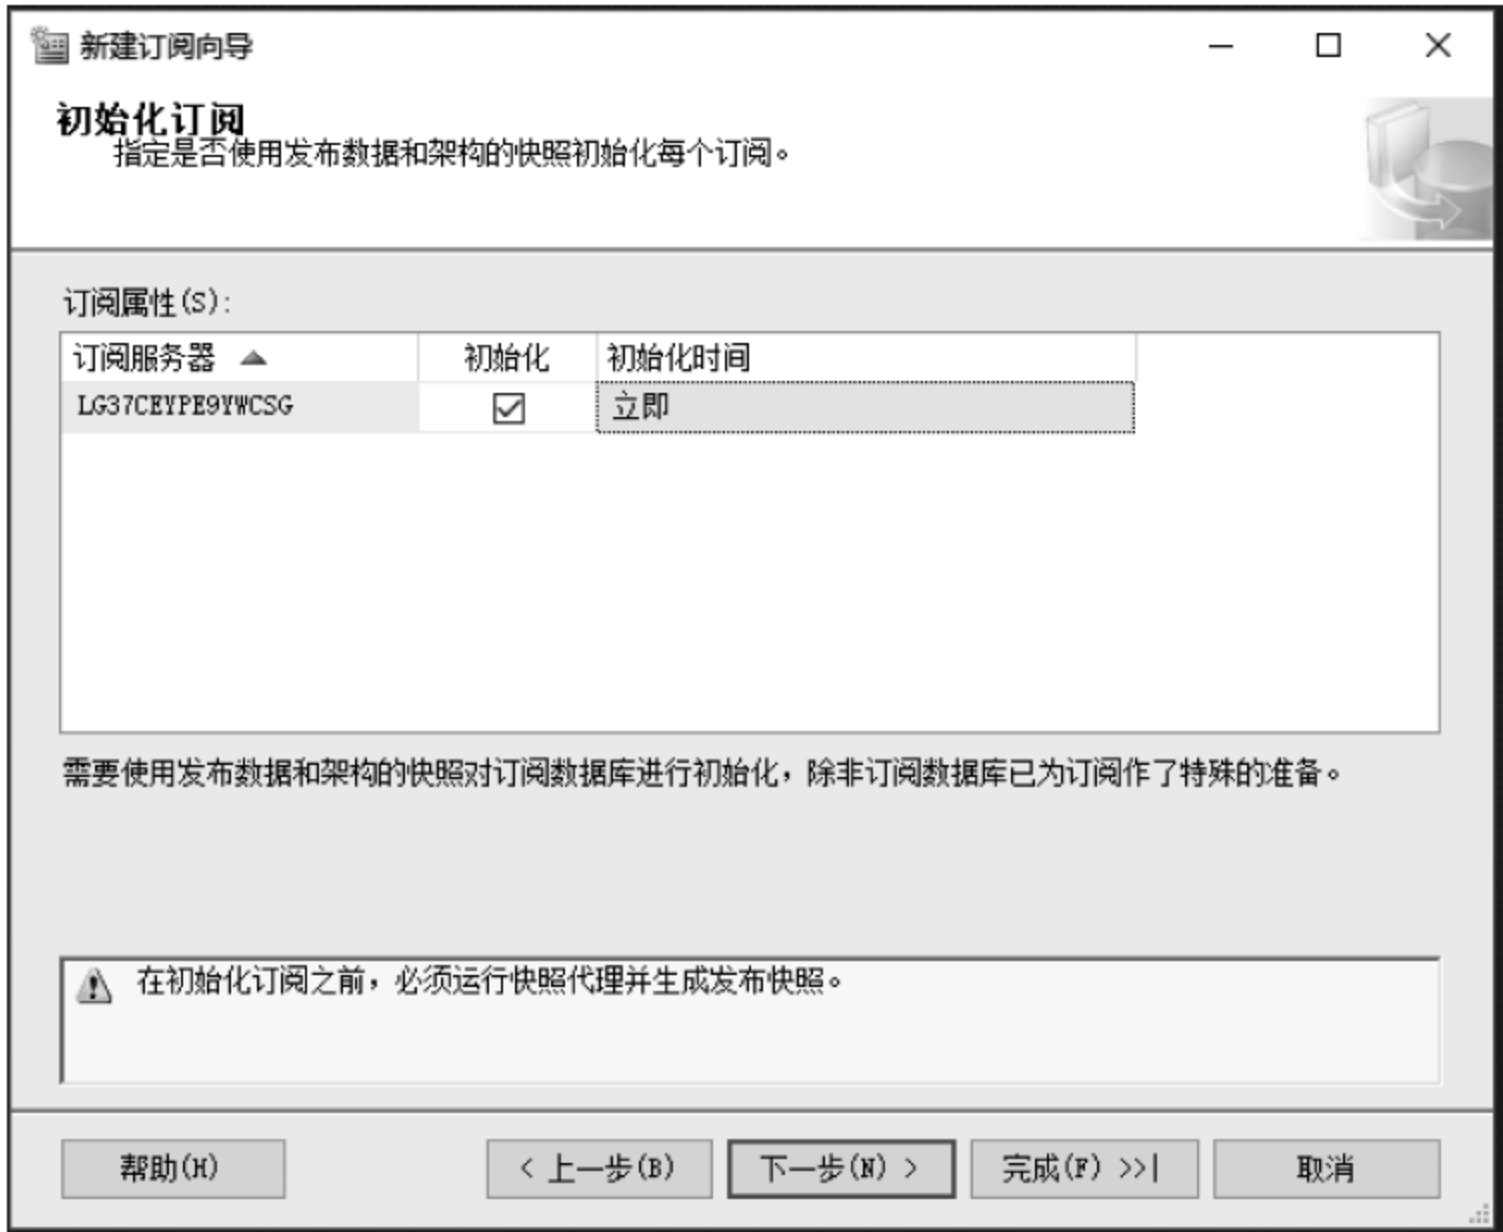 新建订阅向导
初始化订阅
指定是否使用发布数据和架构的快照初始化每个订阅。
订阅属性(S):
订阅服务器 初始化 初始化时间
LG37CEYPE9YWCSG 立即
需要使用发布数据和架构的快照对订阅数据库进行初始化，除非订阅数据库已为订阅作了特殊的准备。
在初始化订阅之前，必须运行快照代理并生成发布快照。
帮助(H) < 上一步(B) 下一步(N) > 完成(F) >>| 取消